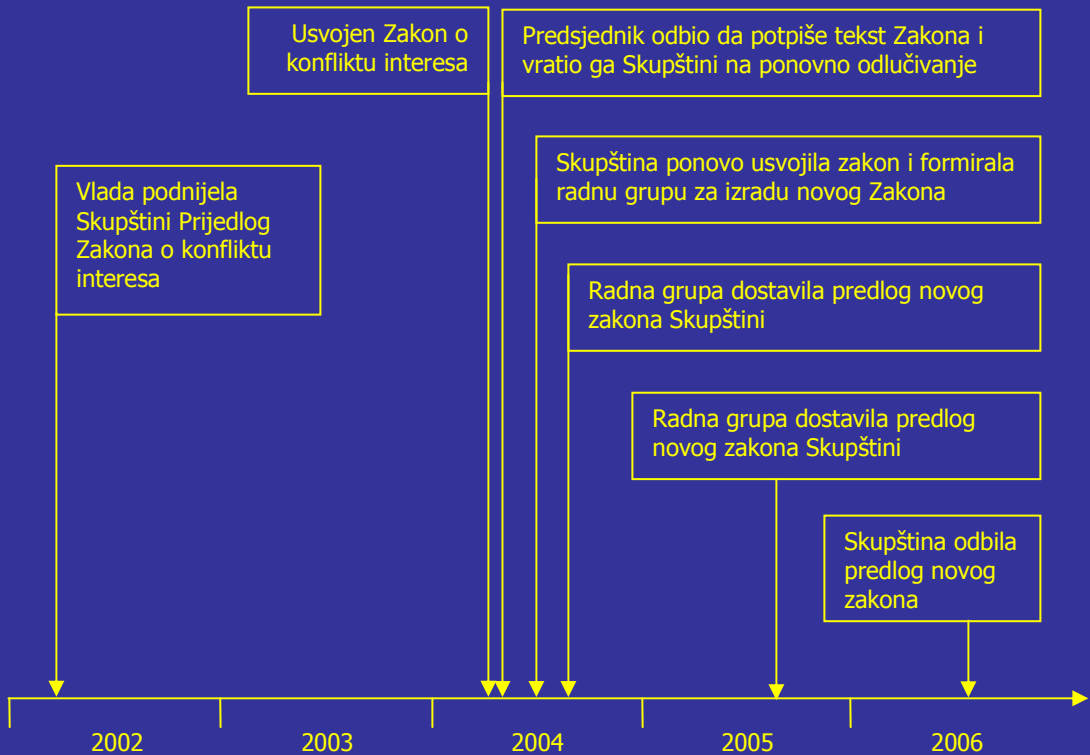 Usvojen Zakon o
konfliktu interesa
Predsjednik odbio da potpiše tekst Zakona i
vratio ga Skupštini na ponovno odlučivanje
Skupština ponovo usvojila zakon i formirala
radnu grupu za izradu novog Zakona
Vlada podnijela
Skupštini Prijedlog
Zakona o konfliktu
interesa
Radna grupa dostavila predlog novog
zakona Skupštini
Radna grupa dostavila predlog
novog zakona Skupštini
Skupština odbila
predlog novog
zakona
2002
2003
2004
2005
2006